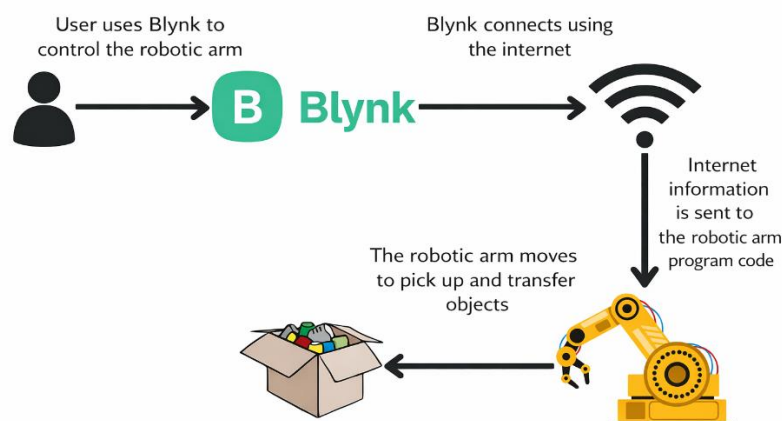 User uses Blynk to
control the robotic arm
Blynk connects using
the internet
B Blynk
Internet
information
is sent to
the robotic arm
program code
The robotic arm moves
to pick up and transfer
objects